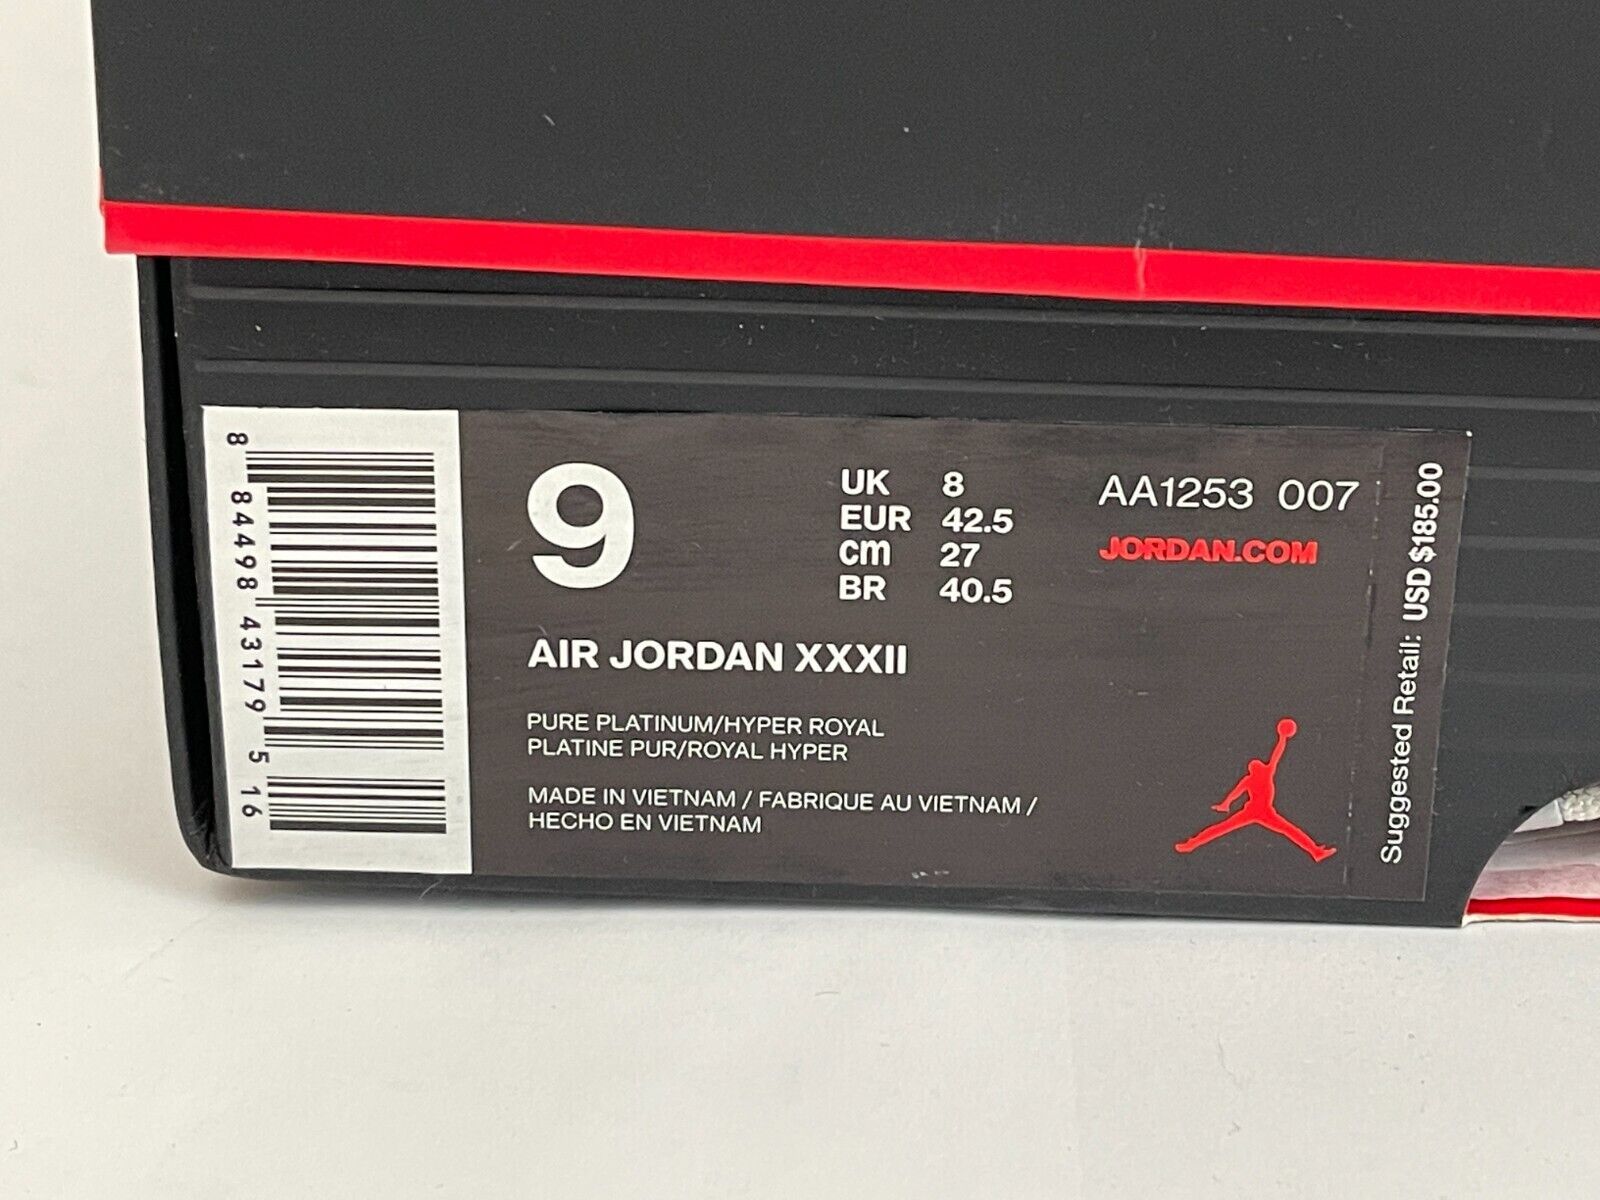 8 84498 43179 5 16
9
UK 8
EUR 42.5
cm 27
BR 40.5
AA1253 007
JORDAN.COM
AIR JORDAN XXXII
PURE PLATINUM/HYPER ROYAL
PLATINE PUR/ROYAL HYPER
MADE IN VIETNAM / FABRIQUE AU VIETNAM /
HECHO EN VIETNAM
Suggested Retail: USD $185.00